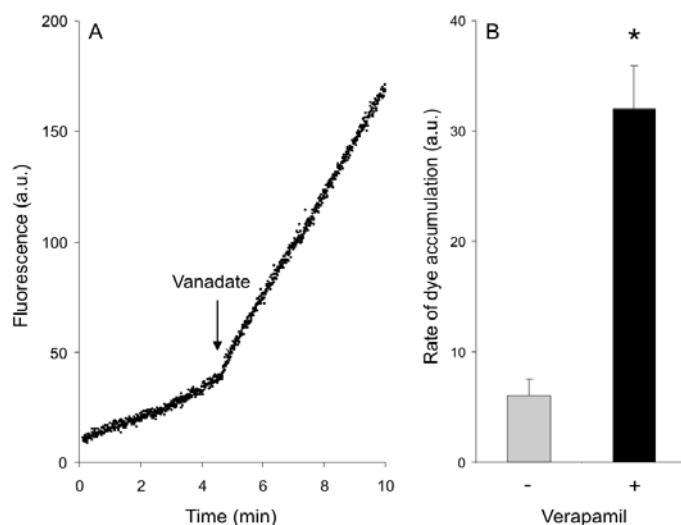 A
200
150
100
50
0
Fluorescence (a.u.)
Vanadate
0 2 4 6 8 10
Time (min)
B
40
30
20
10
0
Rate of dye accumulation (a.u.)
*
- +
Verapamil